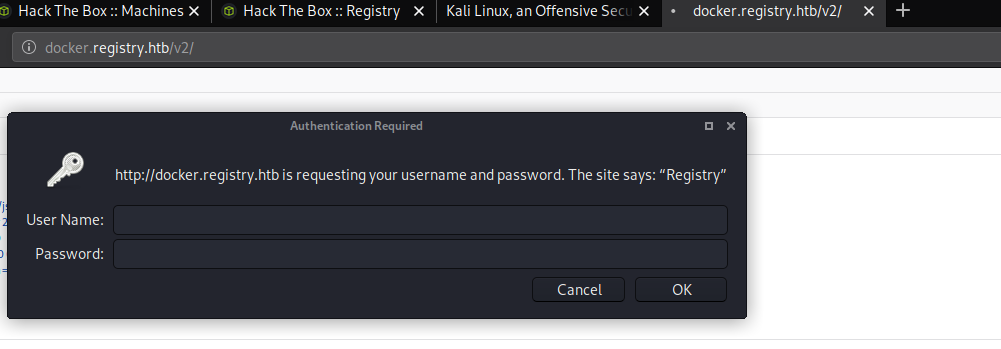 Hack The Box :: Machines
Hack The Box :: Registry
Kali Linux, an Offensive Secu
docker.registry.htb/v2/
docker.registry.htb/v2/
Authentication Required
http://docker.registry.htb is requesting your username and password. The site says: “Registry”
User Name:
Password:
Cancel OK